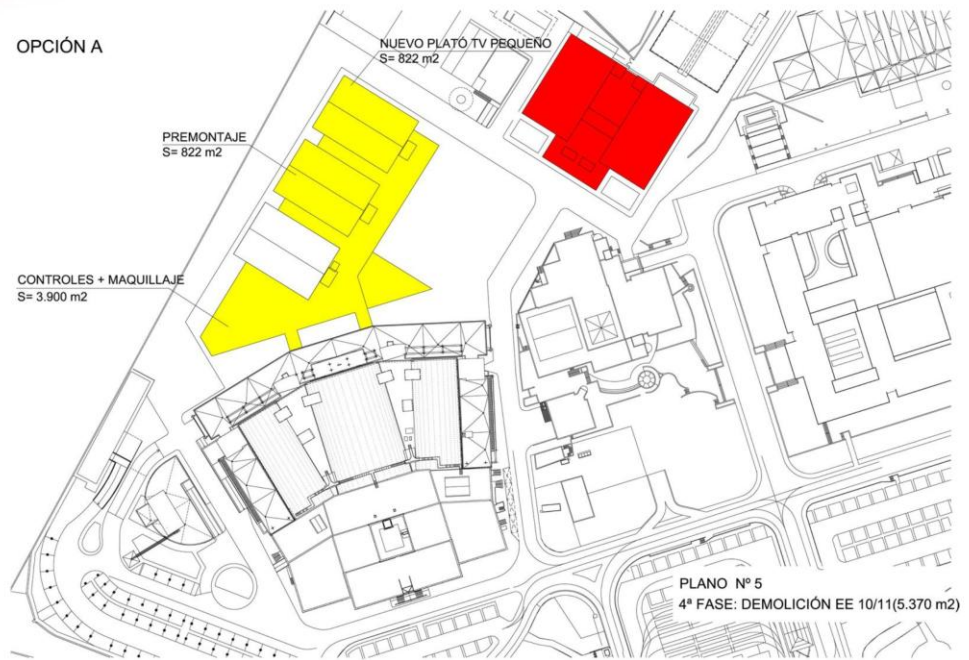 OPCIÓN A
NUEVO PLATÓ TV PEQUEÑO
S= 822 m2
PREMONTAJE
S= 822 m2
CONTROLES + MAQUILLAJE
S= 3.900 m2
PLANO Nº 5
4ª FASE: DEMOLICIÓN EE 10/11(5.370 m2)